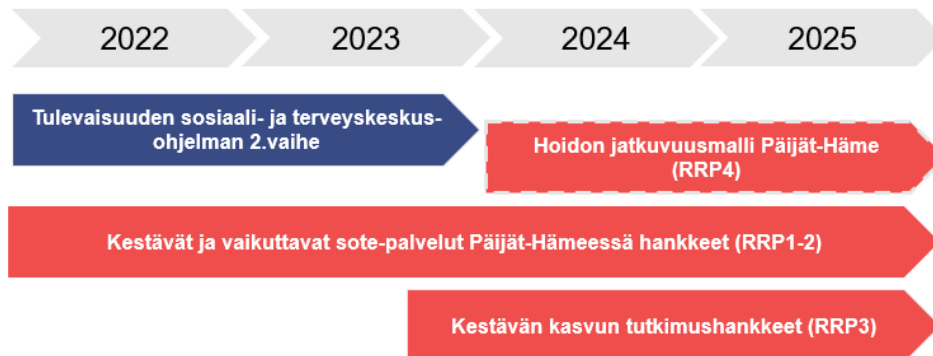 2022 2023 2024 2025
Tulevaisuuden sosiaali- ja terveyskeskus-
ohjelman 2.vaihe
Hoidon jatkuvuusmalli Päijät-Häme
(RRP4)
Kestävät ja vaikuttavat sote-palvelut Päijät-Hämeessä hankkeet (RRP1-2)
Kestävän kasvun tutkimushankkeet (RRP3)